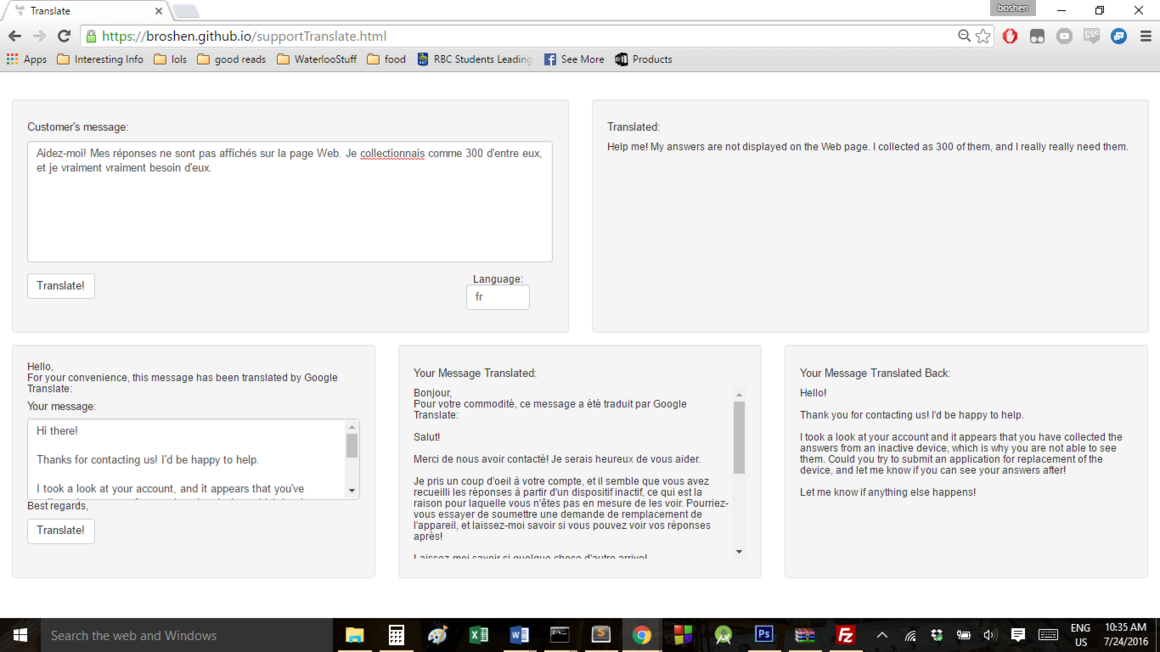 Translate
boshen
https://broshen.github.io/supportTranslate.html
Apps Interesting Info lols good reads WaterlooStuff food RBC Students Leading See More Products
Customer's message:
Aidez-moi! Mes réponses ne sont pas affichés sur la page Web. Je collectionnais comme 300 d'entre eux,
et je vraiment vraiment besoin d'eux.
Translate!
Language:
fr
Translated:
Help me! My answers are not displayed on the Web page. I collected as 300 of them, and I really really need them.
Hello,
For your convenience, this message has been translated by Google
Translate:
Your message:
Hi there!
Thanks for contacting us! I'd be happy to help.
I took a look at your account, and it appears that you've
Best regards,
Translate!
Your Message Translated:
Bonjour,
Pour votre commodité, ce message a été traduit par Google
Translate:
Salut!
Merci de nous avoir contacté! Je serais heureux de vous aider.
Je pris un coup d'oeil à votre compte, et il semble que vous avez
recueilli les réponses à partir d'un dispositif inactif, ce qui est la
raison pour laquelle vous n'êtes pas en mesure de les voir. Pourriez-
vous essayer de soumettre une demande de remplacement de
l'appareil, et laissez-moi savoir si vous pouvez voir vos réponses
après!
Laissez-moi savoir si quelque chose d'autre arrive!
Your Message Translated Back:
Hello!
Thank you for contacting us! I'd be happy to help.
I took a look at your account and it appears that you have collected the
answers from an inactive device, which is why you are not able to see
them. Could you try to submit an application for replacement of the
device, and let me know if you can see your answers after!
Let me know if anything else happens!
Search the web and Windows
Ps
Fz
ENG
US
10:35 AM
7/24/2016